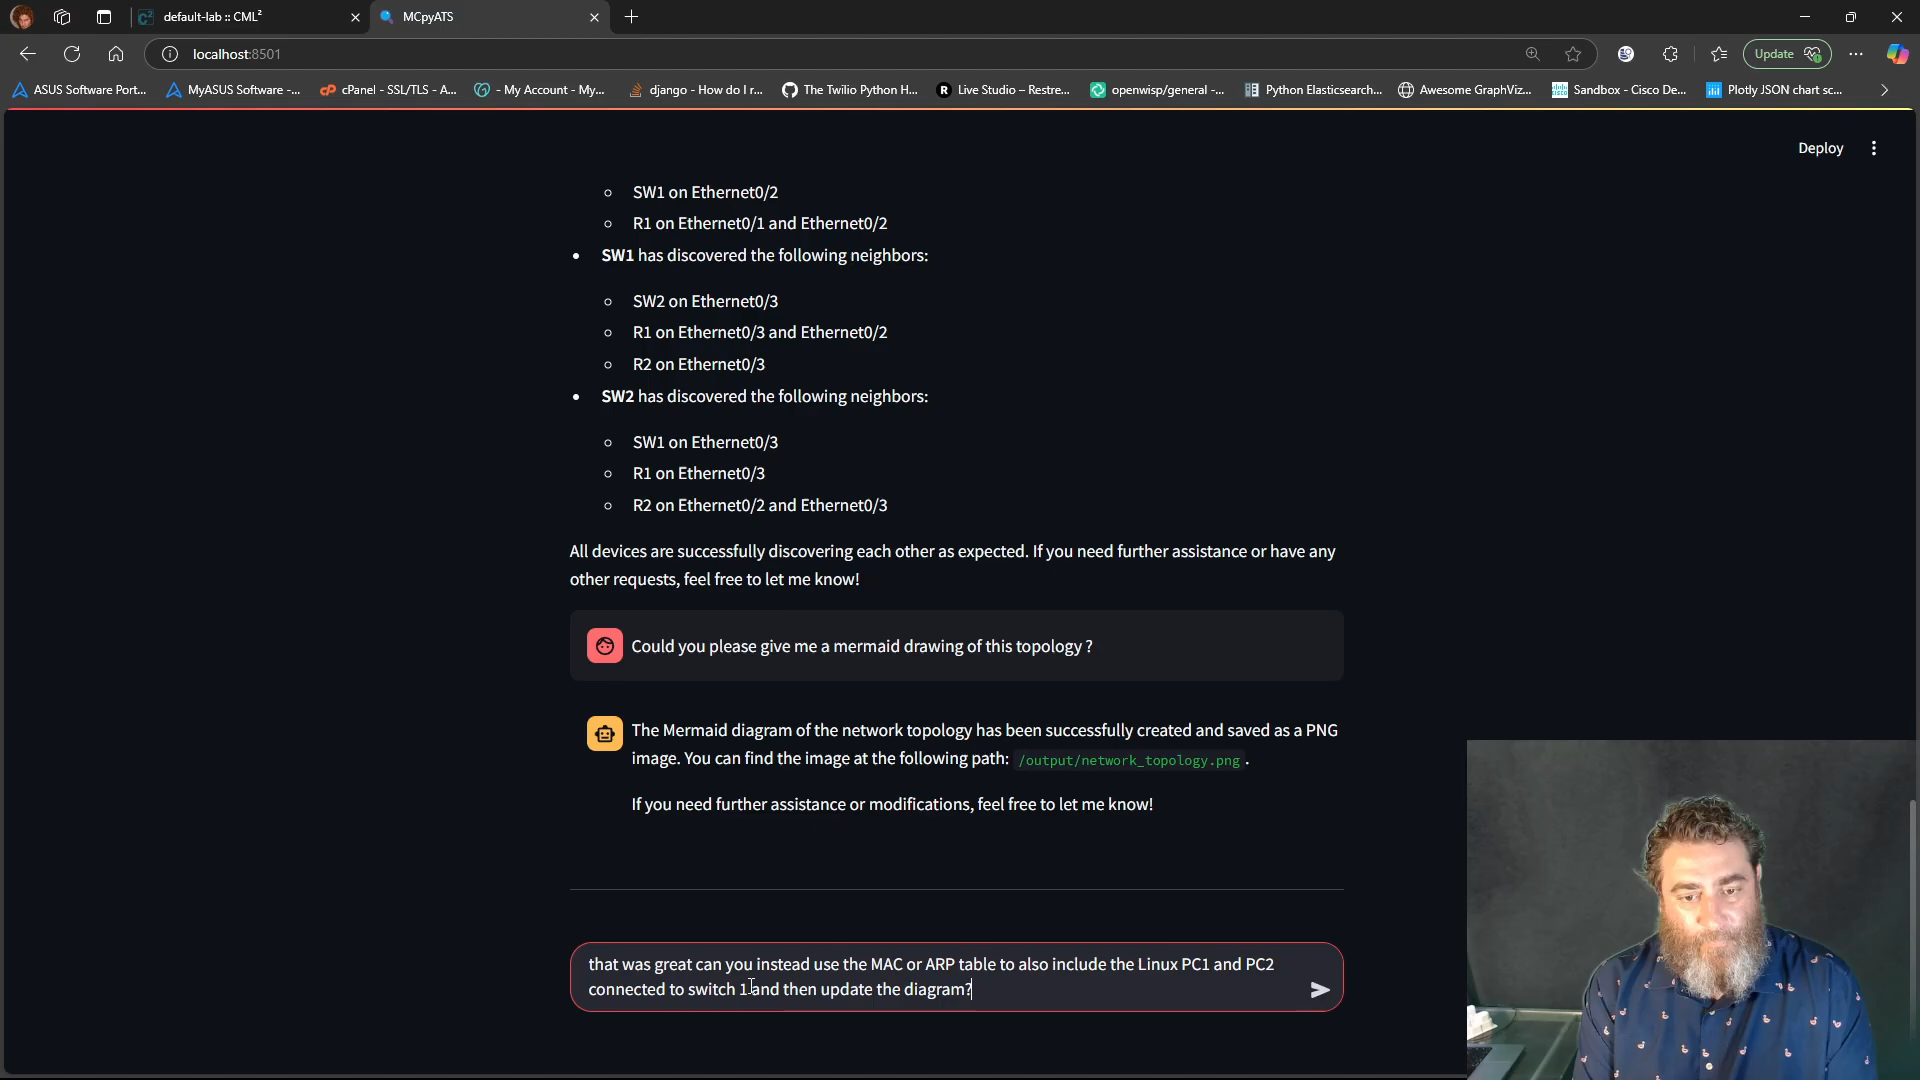 default-lab :: CML²
MCpyATS
localhost:8501
Update
ASUS Software Port...
MyASUS Software -...
cPanel - SSL/TLS - A...
- My Account - My...
django - How do I r...
The Twilio Python H...
Live Studio – Restre...
openwisp/general -...
Python Elasticsearch...
Awesome GraphViz...
Sandbox - Cisco De...
Plotly JSON chart sc...
Deploy
SW1 on Ethernet0/2
R1 on Ethernet0/1 and Ethernet0/2
SW1 has discovered the following neighbors:
SW2 on Ethernet0/3
R1 on Ethernet0/3 and Ethernet0/2
R2 on Ethernet0/3
SW2 has discovered the following neighbors:
SW1 on Ethernet0/3
R1 on Ethernet0/3
R2 on Ethernet0/2 and Ethernet0/3
All devices are successfully discovering each other as expected. If you need further assistance or have any
other requests, feel free to let me know!
Could you please give me a mermaid drawing of this topology ?
The Mermaid diagram of the network topology has been successfully created and saved as a PNG
image. You can find the image at the following path: /output/network_topology.png .
If you need further assistance or modifications, feel free to let me know!
that was great can you instead use the MAC or ARP table to also include the Linux PC1 and PC2
connected to switch 1 and then update the diagram?